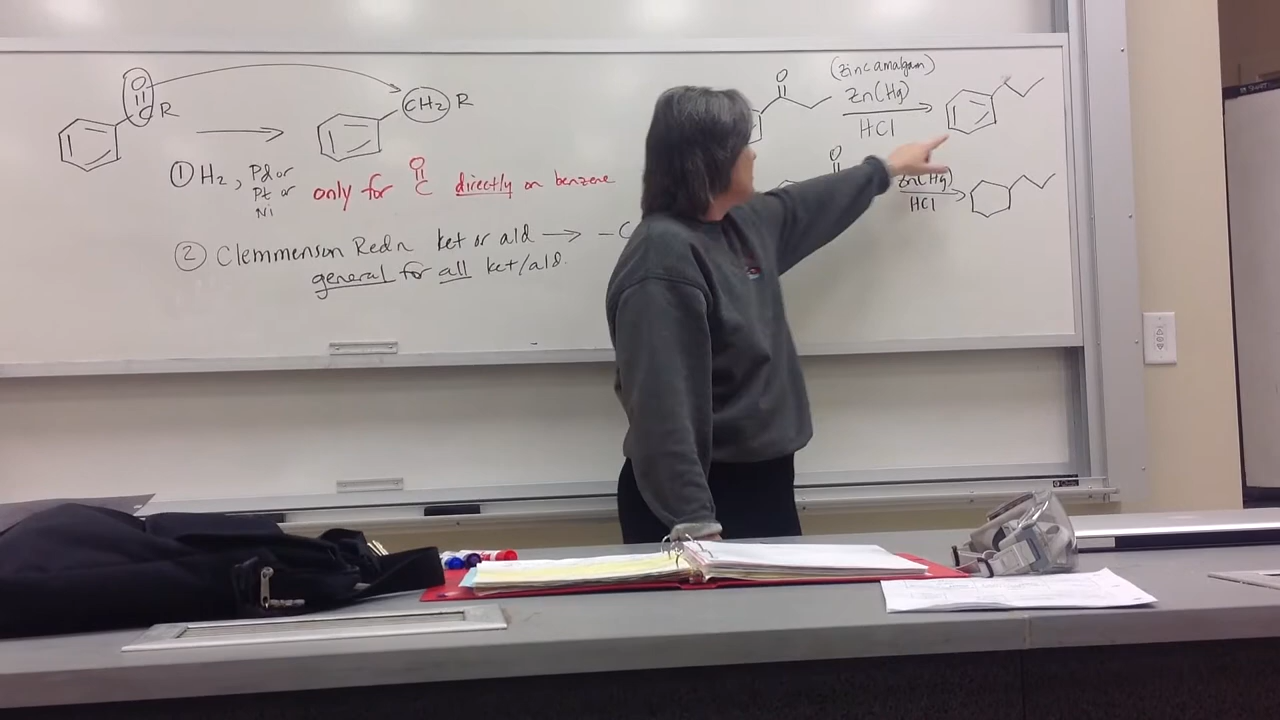 O
C R
CH2 R
① H2, Pd or
Pt or
Ni
only for
O
C
directly on benzene
② Clemmenson Redn ket or ald → -C
general for all ket/ald.
O
(zinc amalgam)
Zn(Hg)
HCl
O
Zn(Hg)
HCl